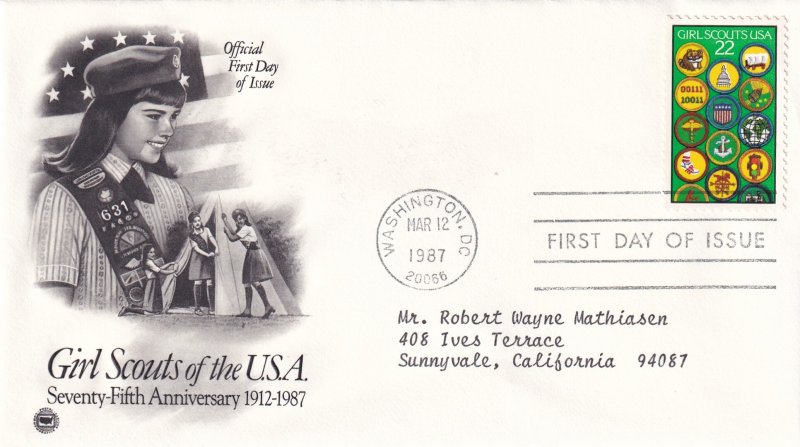 Official
First Day
of Issue
GIRL SCOUTS USA
22
00111
10011
631
WASHINGTON, DC
MAR 12
1987
20066
FIRST DAY OF ISSUE
Mr. Robert Wayne Mathiasen
408 Ives Terrace
Sunnyvale, California 94087
Girl Scouts of the U.S.A.
Seventy-Fifth Anniversary 1912-1987